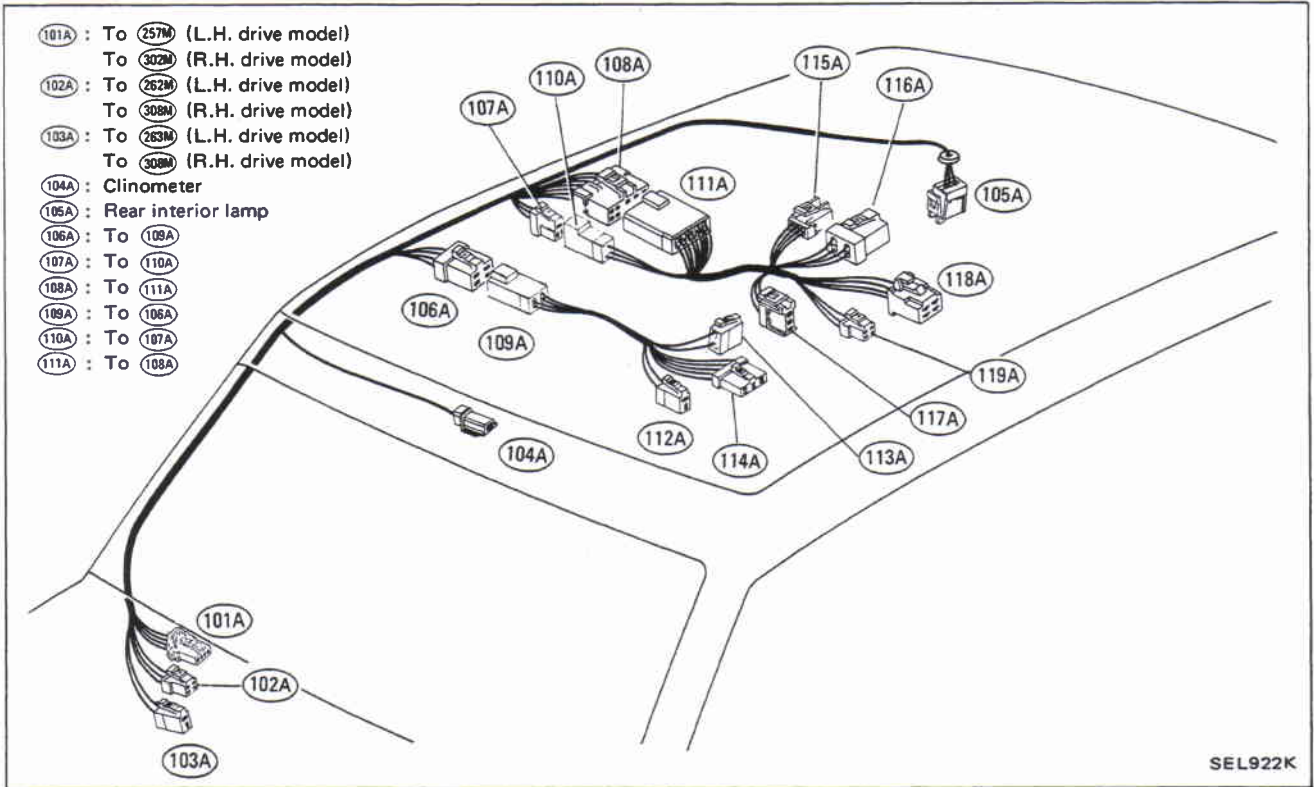 101A : To 257M (L.H. drive model)
To 302M (R.H. drive model)
102A : To 262M (L.H. drive model)
To 308M (R.H. drive model)
103A : To 263M (L.H. drive model)
To 308M (R.H. drive model)
104A : Clinometer
105A : Rear interior lamp
106A : To 109A
107A : To 110A
108A : To 111A
109A : To 106A
110A : To 107A
111A : To 108A
107A
110A
108A
115A
116A
111A
105A
106A
109A
118A
119A
117A
113A
112A
114A
104A
101A
102A
103A
SEL922K